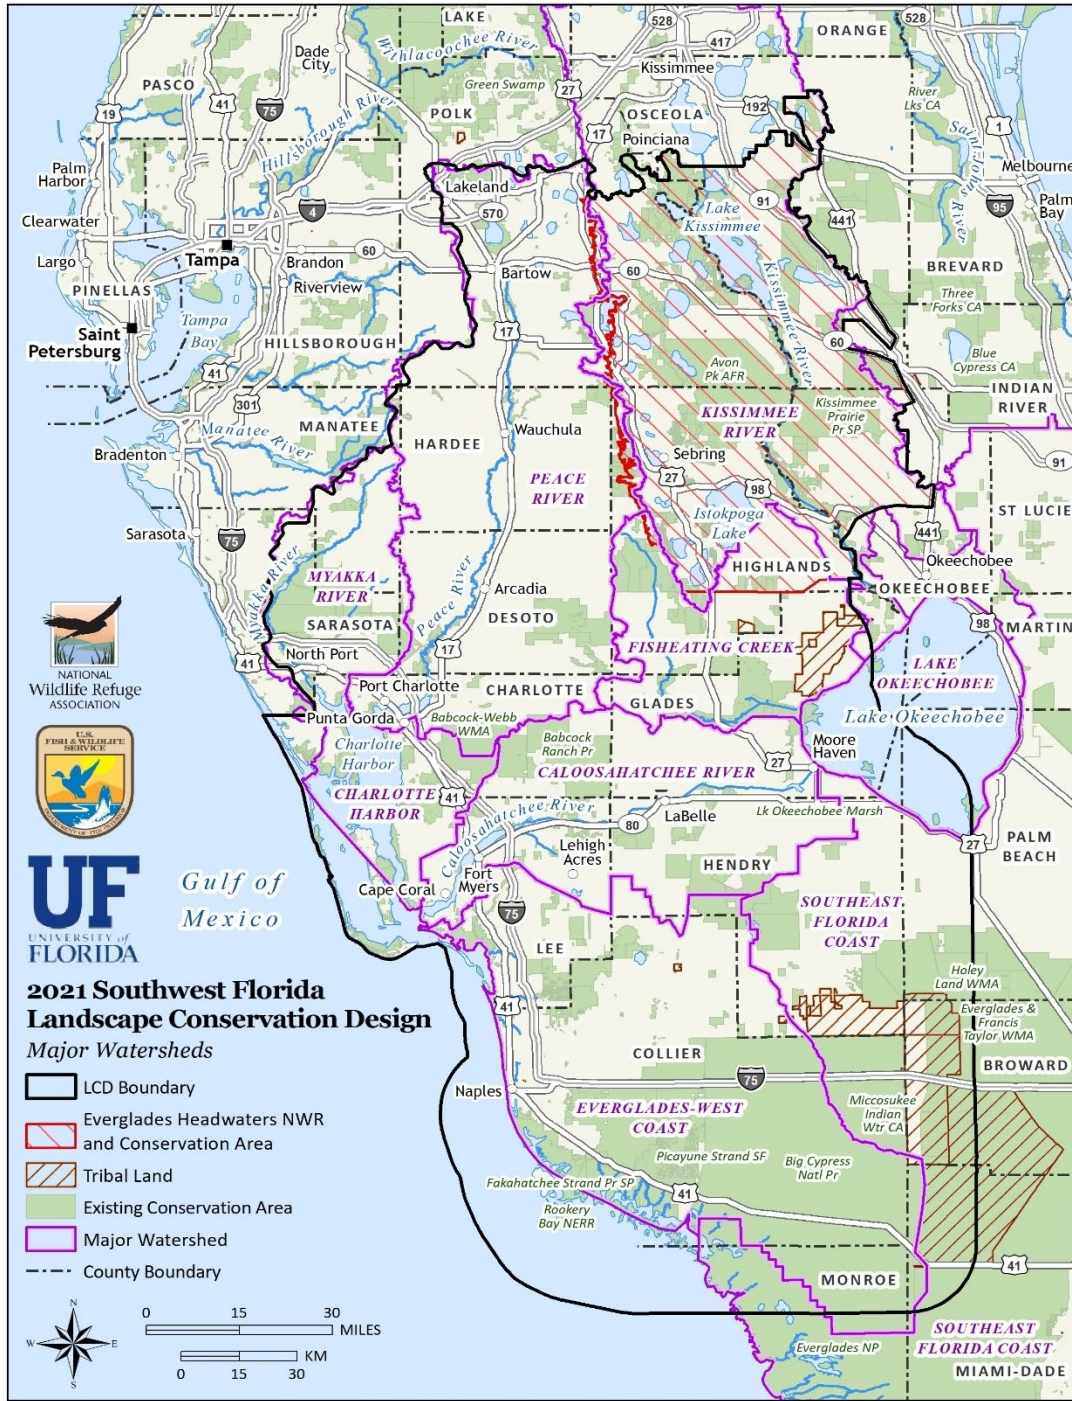 LAKE
528
ORANGE
528
Dade
City
Withlacoochee River
417
Kissimmee
PASCO
41
75
Green Swamp
27
River
Lks CA
19
POLK
192
OSCEOLA
17
1
Poinciana
Saint Johns River
Hillsborough River
Palm
Harbor
Melbourne
Lakeland
Lake
Kissimmee
91
4
570
441
95
Palm
Bay
Clearwater
60
Tampa
Largo
Brandon
Bartow
60
BREVARD
Riverview
PINELLAS
Kissimmee River
Three
Forks CA
Saint
Petersburg
Tampa
Bay
17
HILLSBOROUGH
60
41
Avon
Pk AFR
Blue
Cypress CA
INDIAN
RIVER
301
Kissimmee
Prairie
Pr SP
KISSIMMEE
RIVER
Manatee River
MANATEE
HARDEE
Wauchula
Bradenton
Sebring
91
PEACE
RIVER
27
98
Istokpoga
Lake
ST LUCIE
Sarasota
75
441
Okeechobee
Myakka River
MYAKKA
RIVER
HIGHLANDS
Peace River
Arcadia
OKEECHOBEE
SARASOTA
DESOTO
98
MARTIN
North Port
17
FISHEATING CREEK
LAKE
OKEECHOBEE
41
Port Charlotte
CHARLOTTE
GLADES
Punta Gorda
Babcock-Webb
WMA
Lake Okeechobee
Charlotte
Harbor
Babcock
Ranch Pr
Moore
Haven
CALOOSAHATCHEE RIVER
27
CHARLOTTE
HARBOR
41
Caloosahatchee River
LaBelle
Lk Okeechobee Marsh
80
Lehigh
Acres
27
PALM
BEACH
HENDRY
Fort
Myers
Cape Coral
Gulf of
Mexico
75
SOUTHEAST
FLORIDA
COAST
LEE
Holey
Land WMA
41
Everglades &
Francis
Taylor WMA
COLLIER
BROWARD
75
Naples
Miccosukee
Indian
Wtr CA
EVERGLADES-WEST
COAST
Picayune Strand SF
Big Cypress
Natl Pr
Fakahatchee Strand Pr SP
41
Rookery
Bay NERR
41
MONROE
SOUTHEAST
FLORIDA COAST
Everglades NP
MIAMI-DADE
NATIONAL
Wildlife Refuge
ASSOCIATION
U.S.
FISH & WILDLIFE
SERVICE
DEPARTMENT OF THE INTERIOR
UF
UNIVERSITY of
FLORIDA
2021 Southwest Florida
Landscape Conservation Design
Major Watersheds
LCD Boundary
Everglades Headwaters NWR
and Conservation Area
Tribal Land
Existing Conservation Area
Major Watershed
County Boundary
N
W
E
S
0 15 30
MILES
KM
0 15 30